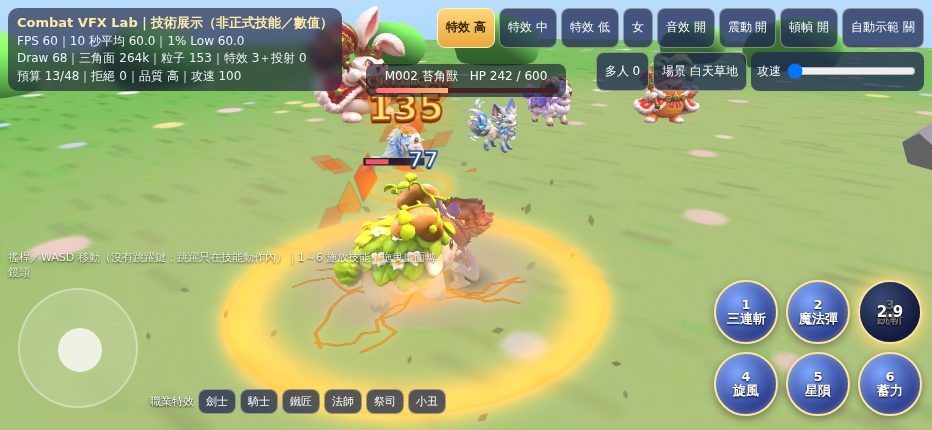 Combat VFX Lab｜技術展示（非正式技能／數值）
FPS 60｜10 秒平均 60.0｜1% Low 60.0
Draw 68｜三角面 264k｜粒子 153｜特效 3＋投射 0
預算 13/48｜拒絕 0｜品質 高｜攻速 100
特效 高
特效 中
特效 低
女
音效 開
震動 開
頓幀 開
自動示範 關
多人 0
場景 白天草地
攻速
M002 苔角獸 HP 242 / 600
135
77
搖桿／WASD 移動（沒有跳躍鍵；跳躍只在技能動作內）｜1～6 施放技能｜拖曳畫面轉
鏡頭
1
三連斬
2
魔法彈
2.9
4
旋風
5
星隕
6
蓄力
職業特效
劍士
騎士
鐵匠
法師
祭司
小丑